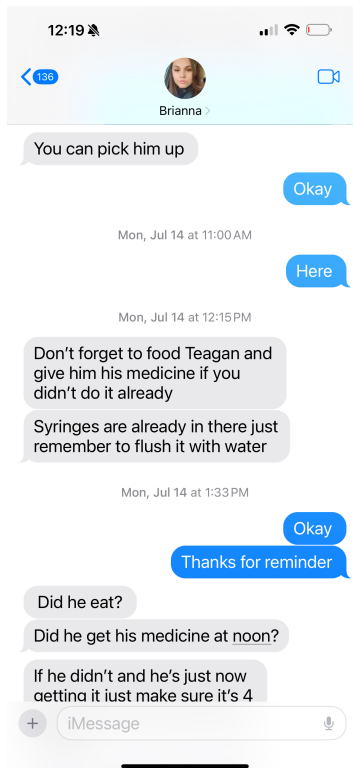 12:19
136
Brianna
You can pick him up
Okay
Mon, Jul 14 at 11:00 AM
Here
Mon, Jul 14 at 12:15 PM
Don't forget to food Teagan and
give him his medicine if you
didn't do it already
Syringes are already in there just
remember to flush it with water
Mon, Jul 14 at 1:33 PM
Okay
Thanks for reminder
Did he eat?
Did he get his medicine at noon?
If he didn't and he's just now
getting it just make sure it's 4
iMessage